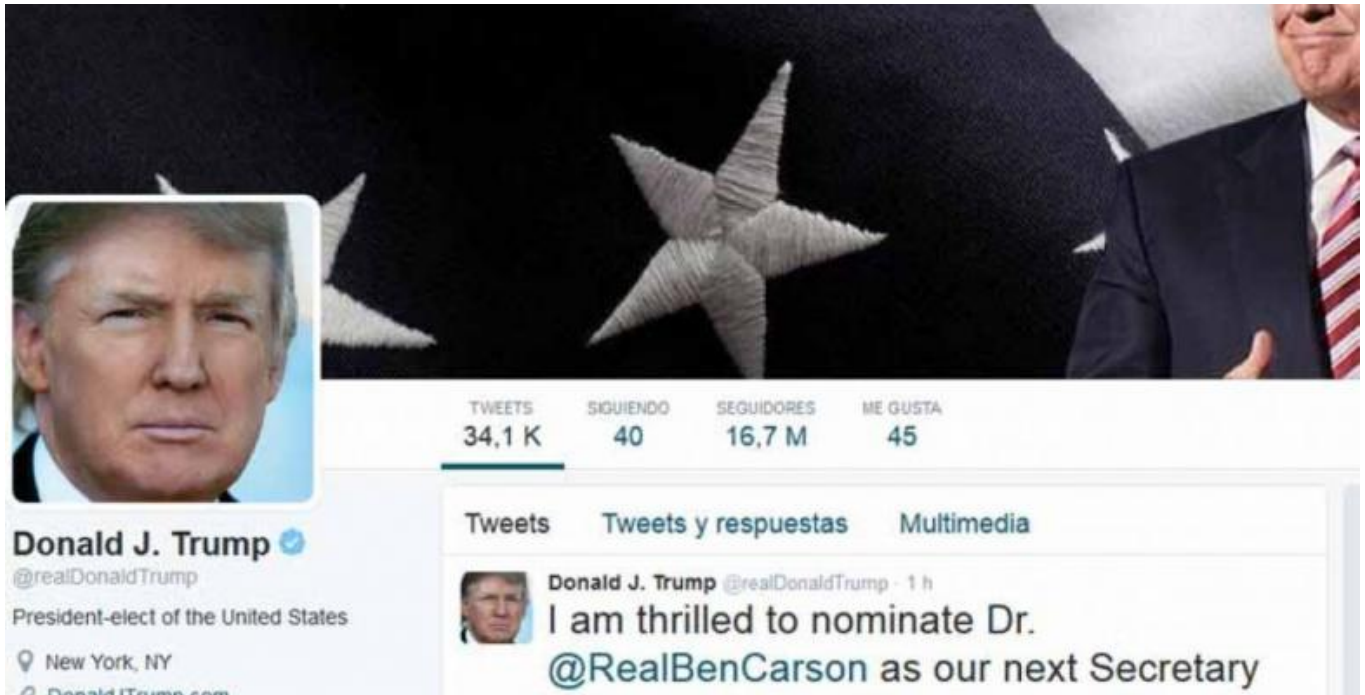 TWEETS SIGUIENDO SEGUIDORES ME GUSTA
34,1 K 40 16,7 M 45
Tweets Tweets y respuestas Multimedia
Donald J. Trump
@realDonaldTrump
President-elect of the United States
New York, NY
DonaldJTrump.com
Donald J. Trump @realDonaldTrump · 1 h
I am thrilled to nominate Dr.
@RealBenCarson as our next Secretary